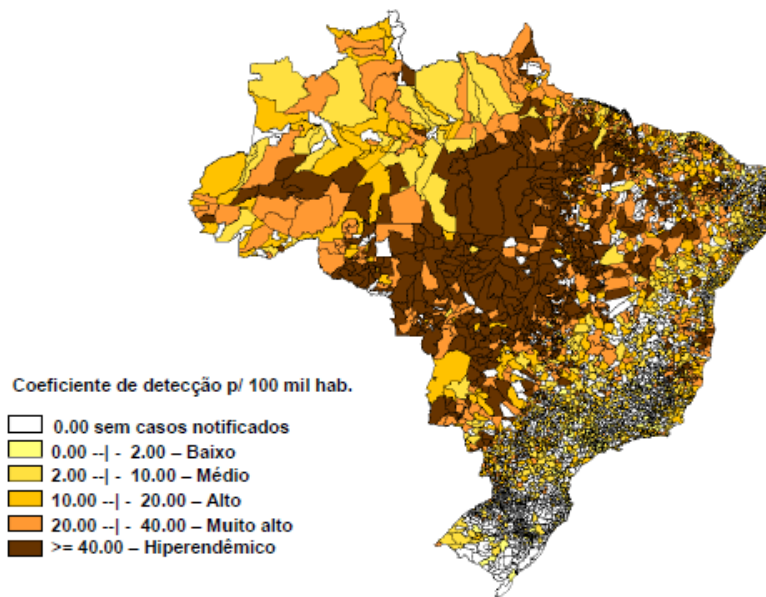 Coeficiente de detecção p/ 100 mil hab.
0.00 sem casos notificados
0.00 --| - 2.00 – Baixo
2.00 --| - 10.00 – Médio
10.00 --| - 20.00 – Alto
20.00 --| - 40.00 – Muito alto
>= 40.00 – Hiperendêmico